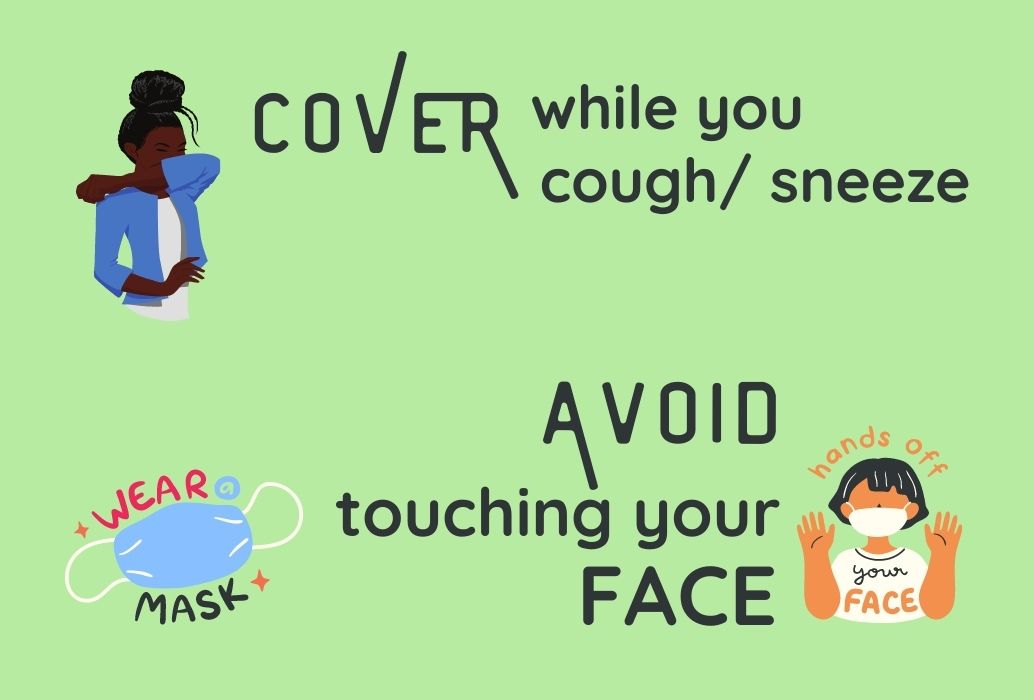 COVER while you
cough/ sneeze
AVOID
touching your
FACE
WEAR a
MASK
hands off
your
FACE